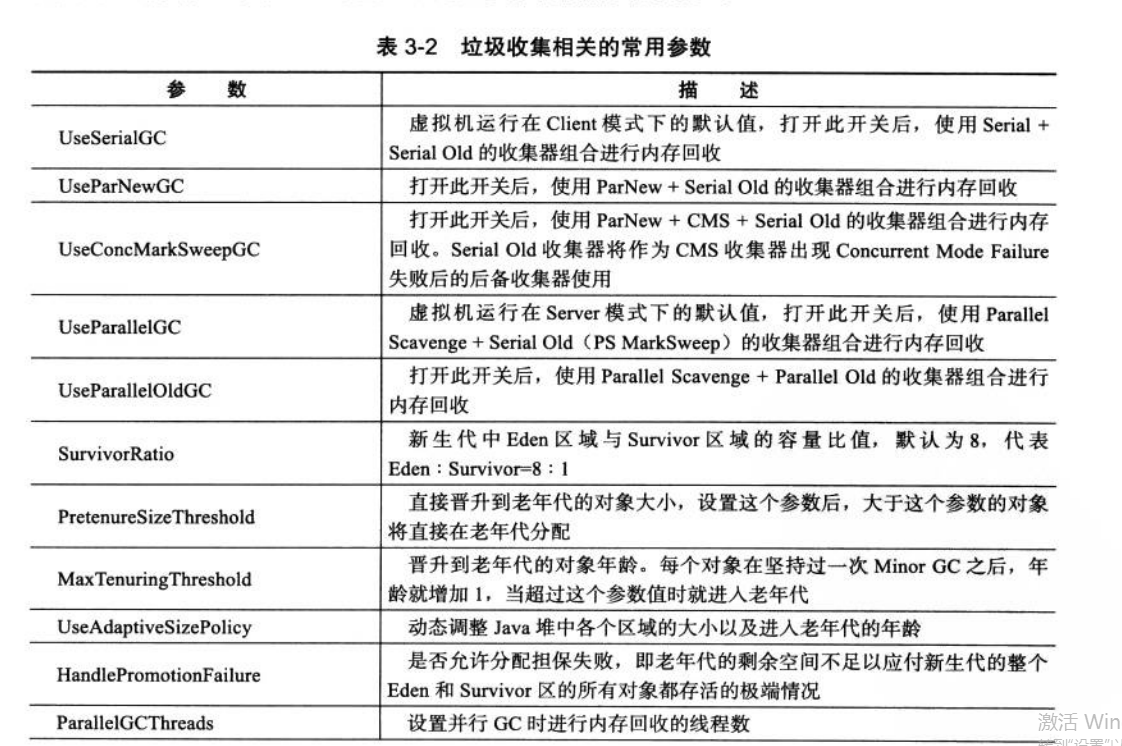 表 3-2 垃圾收集相关的常用参数
参 数 描 述
UseSerialGC
虚拟机运行在 Client 模式下的默认值，打开此开关后，使用 Serial +
Serial Old 的收集器组合进行内存回收
UseParNewGC
打开此开关后，使用 ParNew + Serial Old 的收集器组合进行内存回收
UseConcMarkSweepGC
打开此开关后，使用 ParNew + CMS + Serial Old 的收集器组合进行内存
回收。Serial Old 收集器将作为 CMS 收集器出现 Concurrent Mode Failure
失败后的后备收集器使用
UseParallelGC
虚拟机运行在 Server 模式下的默认值，打开此开关后，使用 Parallel
Scavenge + Serial Old（PS MarkSweep）的收集器组合进行内存回收
UseParallelOldGC
打开此开关后，使用 Parallel Scavenge + Parallel Old 的收集器组合进行
内存回收
SurvivorRatio
新生代中 Eden 区域与 Survivor 区域的容量比值，默认为 8，代表
Eden：Survivor=8：1
PretenureSizeThreshold
直接晋升到老年代的对象大小，设置这个参数后，大于这个参数的对象
将直接在老年代分配
MaxTenuringThreshold
晋升到老年代的对象年龄。每个对象在坚持过一次 Minor GC 之后，年
龄就增加 1，当超过这个参数值时就进入老年代
UseAdaptiveSizePolicy
动态调整 Java 堆中各个区域的大小以及进入老年代的年龄
HandlePromotionFailure
是否允许分配担保失败，即老年代的剩余空间不足以应付新生代的整个
Eden 和 Survivor 区的所有对象都存活的极端情况
ParallelGCThreads
设置并行 GC 时进行内存回收的线程数
激活 Win